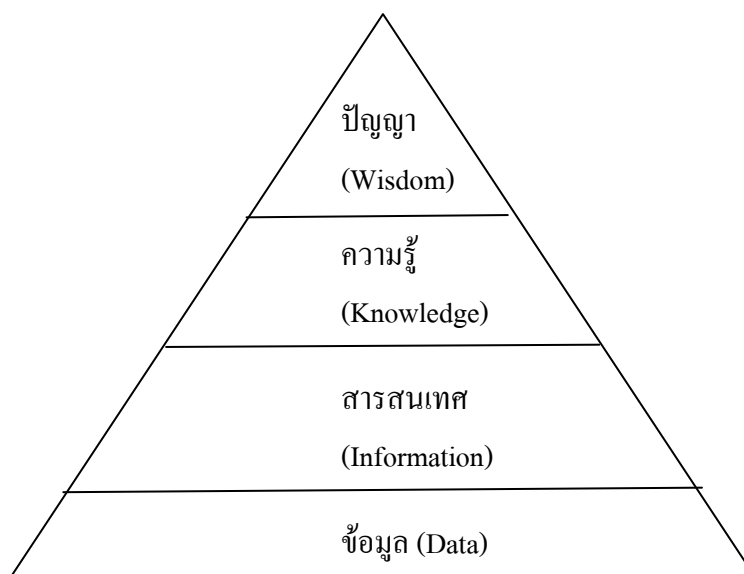 ปัญญา
(Wisdom)
ความรู้
(Knowledge)
สารสนเทศ
(Information)
ข้อมูล (Data)